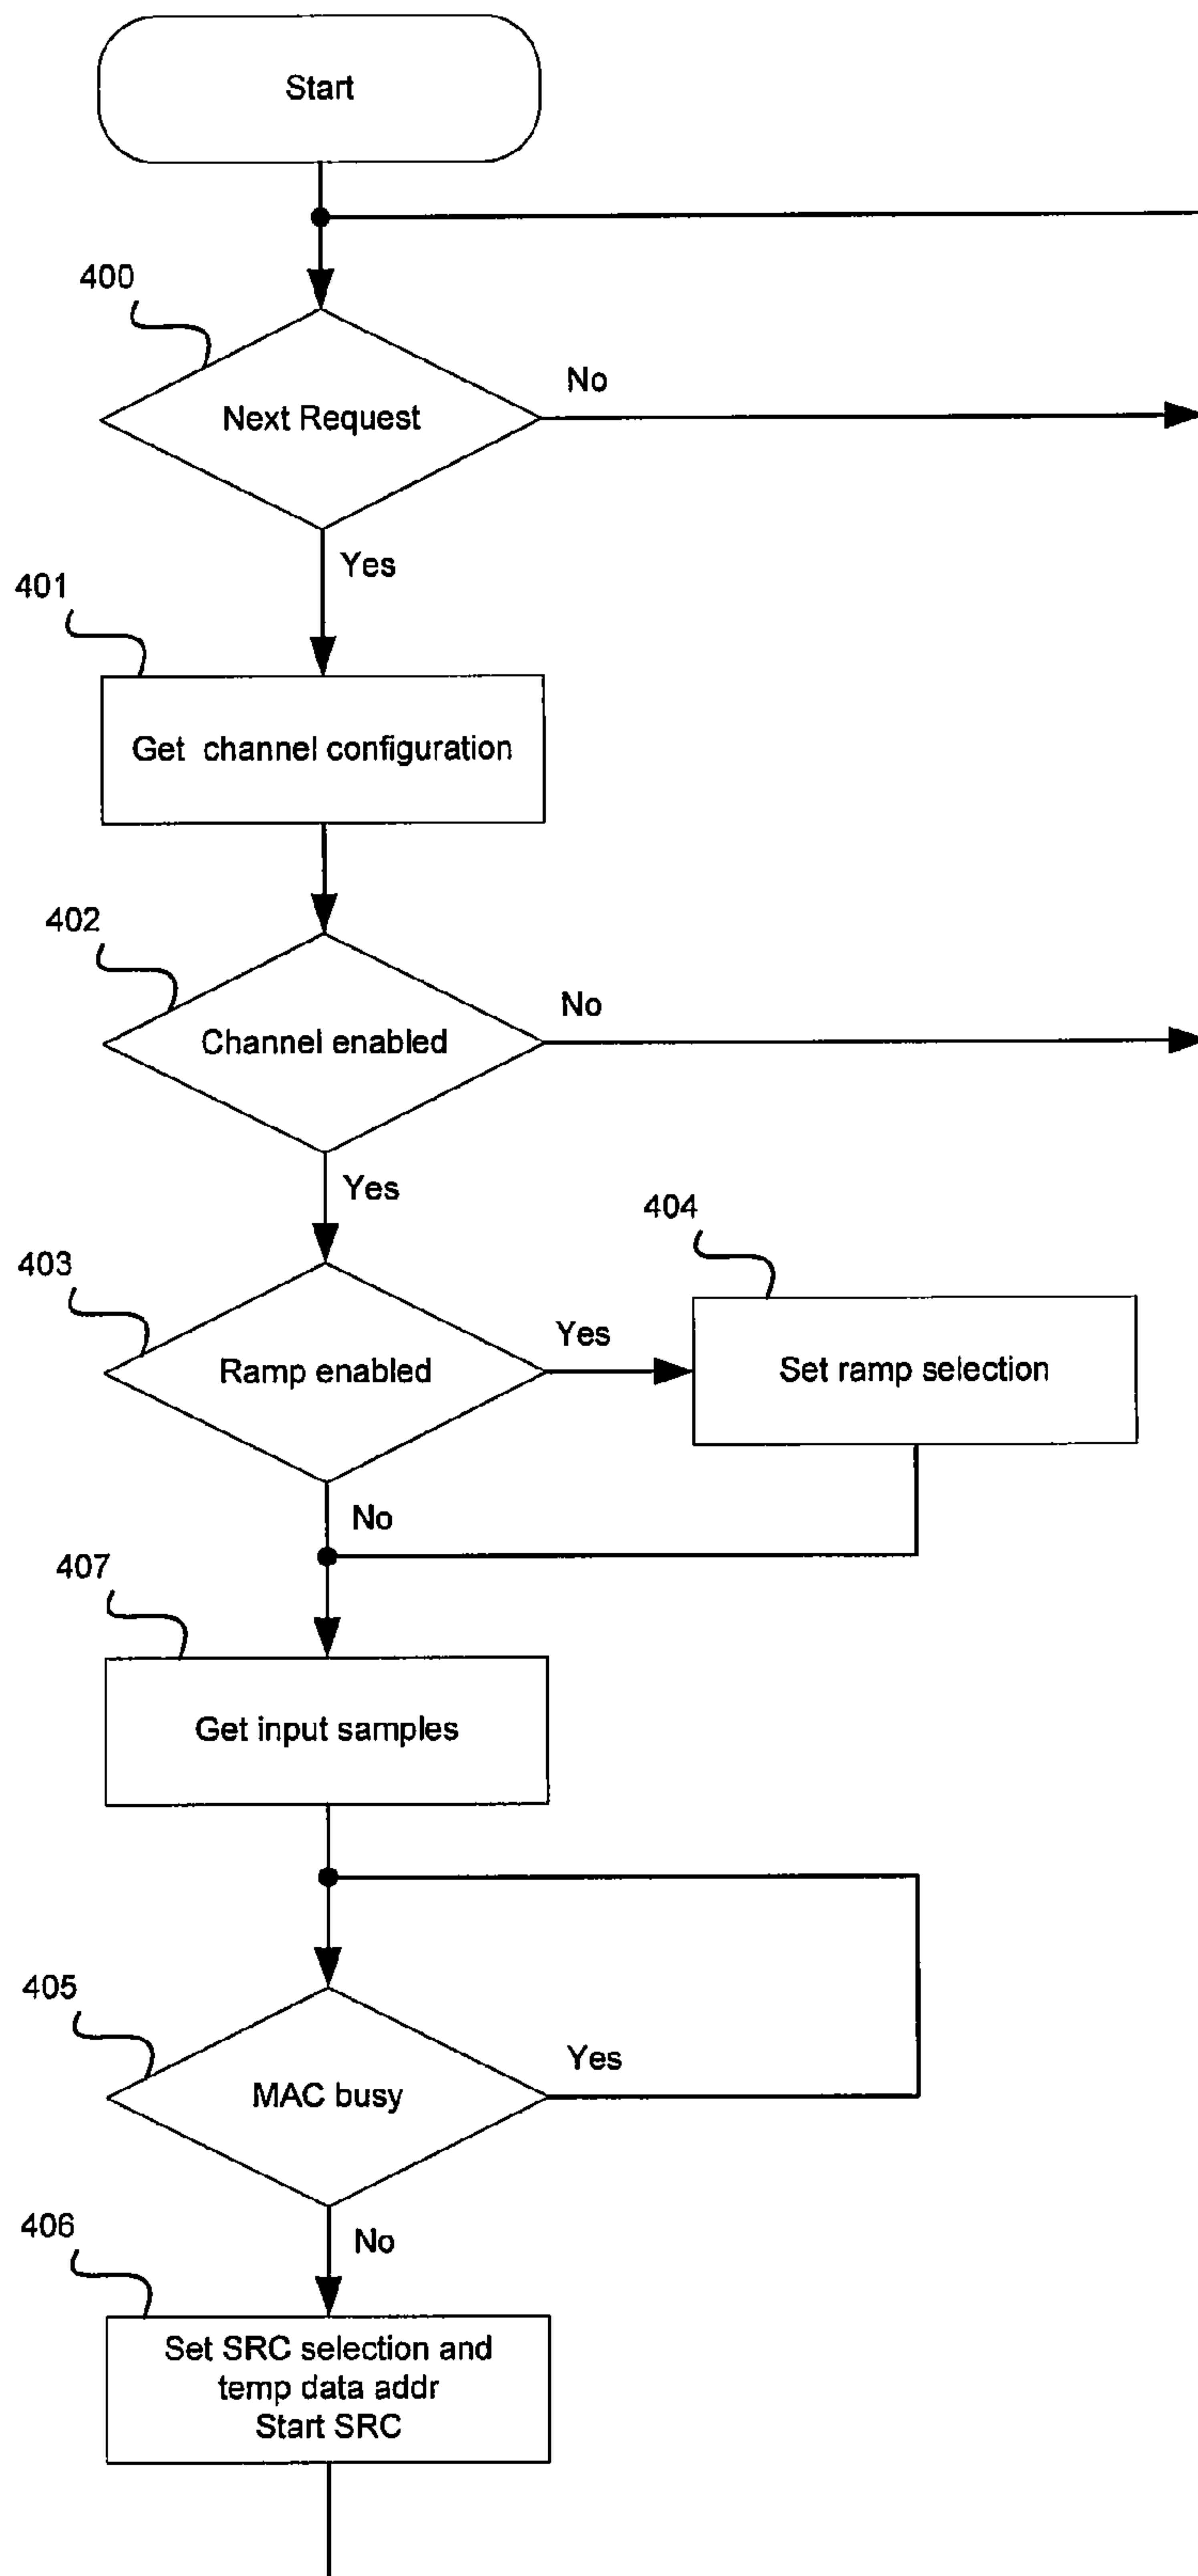 Start
400
Next Request
No
Yes
401
Get channel configuration
402
Channel enabled
No
Yes
403
Ramp enabled
Yes
404
Set ramp selection
No
407
Get input samples
405
MAC busy
Yes
No
406
Set SRC selection and
temp data addr
Start SRC